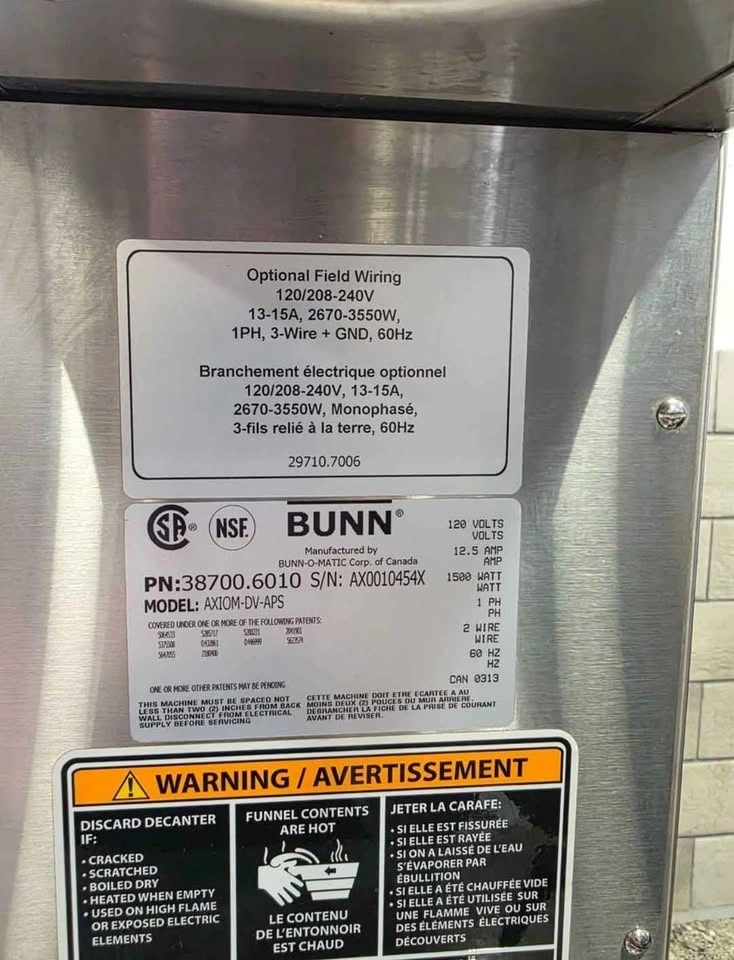 Optional Field Wiring
120/208-240V
13-15A, 2670-3550W,
1PH, 3-Wire + GND, 60Hz
Branchement électrique optionnel
120/208-240V, 13-15A,
2670-3550W, Monophasé,
3-fils relié à la terre, 60Hz
29710.7006
SA® NSF. BUNN®
Manufactured by
BUNN-O-MATIC Corp. of Canada
PN:38700.6010 S/N: AX0010454X
MODEL: AXIOM-DV-APS
120 VOLTS
VOLTS
12.5 AMP
AMP
1500 WATT
WATT
1 PH
PH
2 WIRE
WIRE
60 HZ
HZ
CAN 0313
COVERED UNDER ONE OR MORE OF THE FOLLOWING PATENTS:
ONE OR MORE OTHER PATENTS MAY BE PENDING
THIS MACHINE MUST BE SPACED NOT
LESS THAN TWO (2) INCHES FROM BACK
WALL DISCONNECT FROM ELECTRICAL
SUPPLY BEFORE SERVICING
CETTE MACHINE DOIT ETRE ECARTEE A AU
MOINS DEUX (2) POUCES OU MUR ARRIERE.
DEBRANCHER LA FICHE DE LA PRISE DE COURANT
AVANT DE REVISER.
WARNING / AVERTISSEMENT
DISCARD DECANTER
IF:
• CRACKED
• SCRATCHED
• BOILED DRY
• HEATED WHEN EMPTY
• USED ON HIGH FLAME
OR EXPOSED ELECTRIC
ELEMENTS
FUNNEL CONTENTS
ARE HOT
LE CONTENU
DE L'ENTONNOIR
EST CHAUD
JETER LA CARAFE:
• SI ELLE EST FISSURÉE
• SI ELLE EST RAYÉE
• SI ON A LAISSÉ DE L'EAU
S'ÉVAPORER PAR
ÉBULLITION
• SI ELLE A ÉTÉ CHAUFFÉE VIDE
• SI ELLE A ÉTÉ UTILISÉE SUR
UNE FLAMME VIVE OU SUR
DES ÉLÉMENTS ÉLECTRIQUES
DÉCOUVERTS